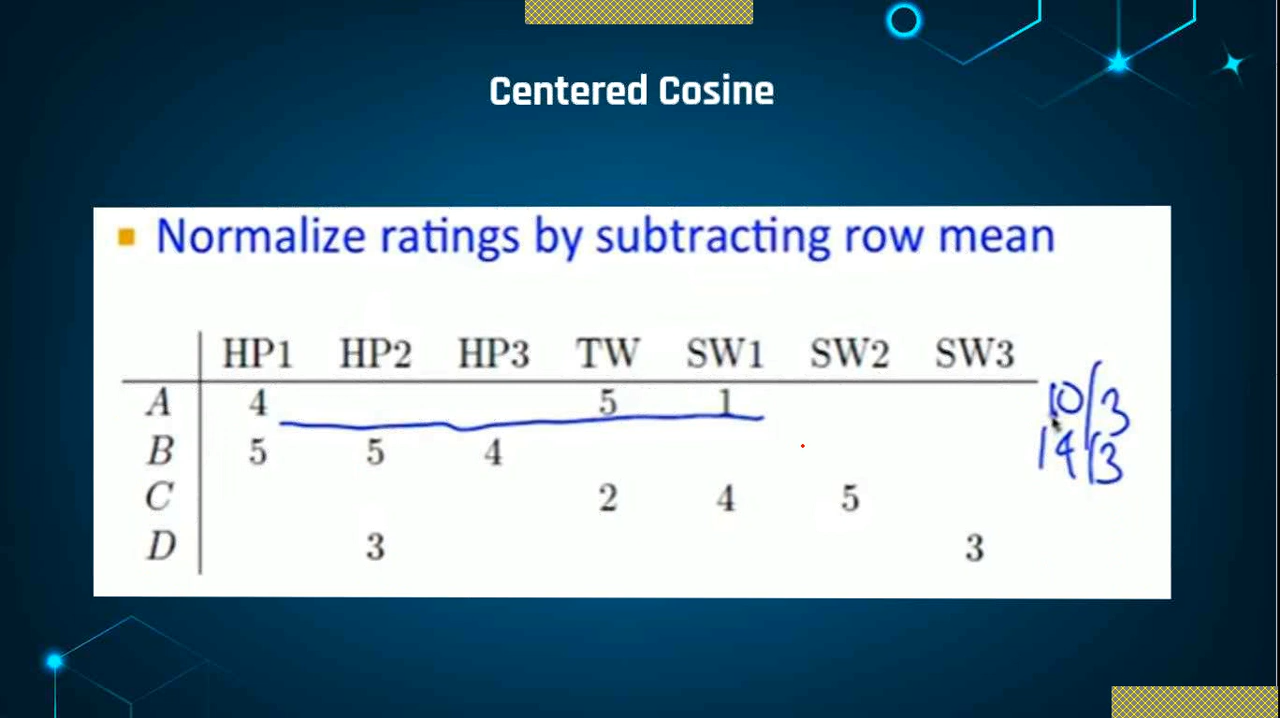 Centered Cosine
Normalize ratings by subtracting row mean
HP1 HP2 HP3 TW SW1 SW2 SW3
A 4 5 1 10/3
B 5 5 4 14/3
C 2 4 5
D 3 3